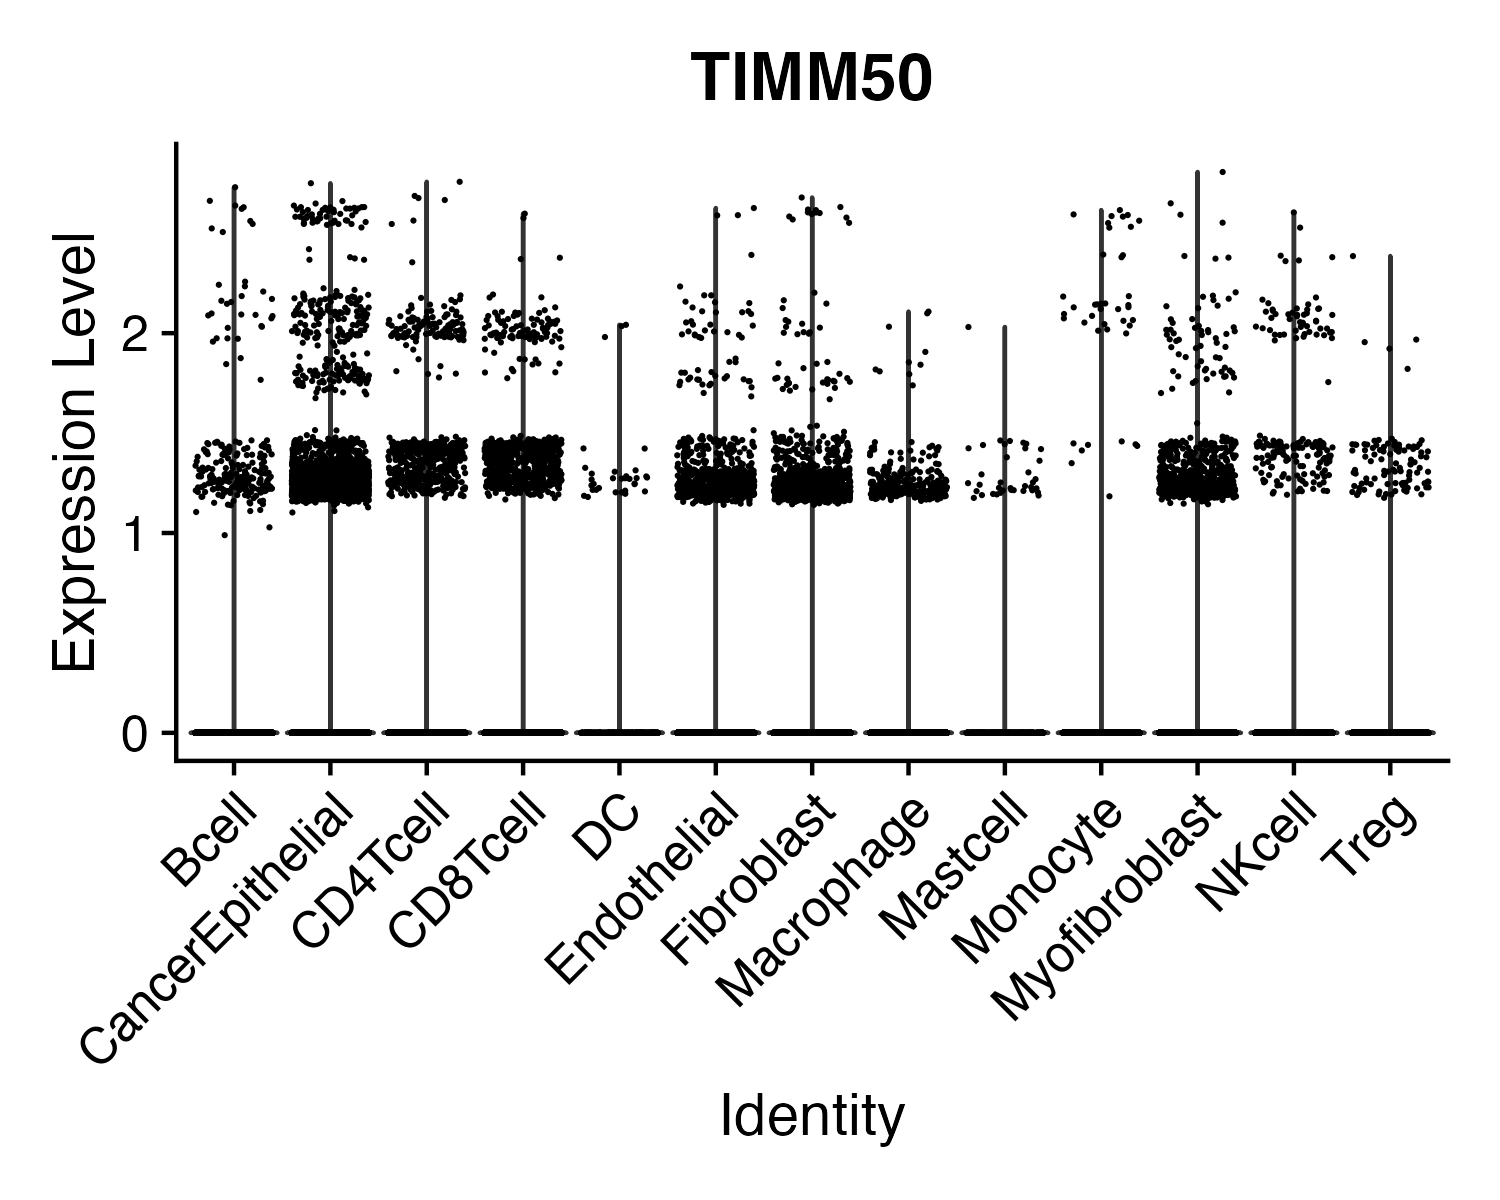 TIMM50
Expression Level
2
1
0
Bcell
CancerEpithelial
CD4Tcell
CD8Tcell
DC
Endothelial
Fibroblast
Macrophage
Mastcell
Monocyte
Myofibroblast
NKcell
Treg
Identity